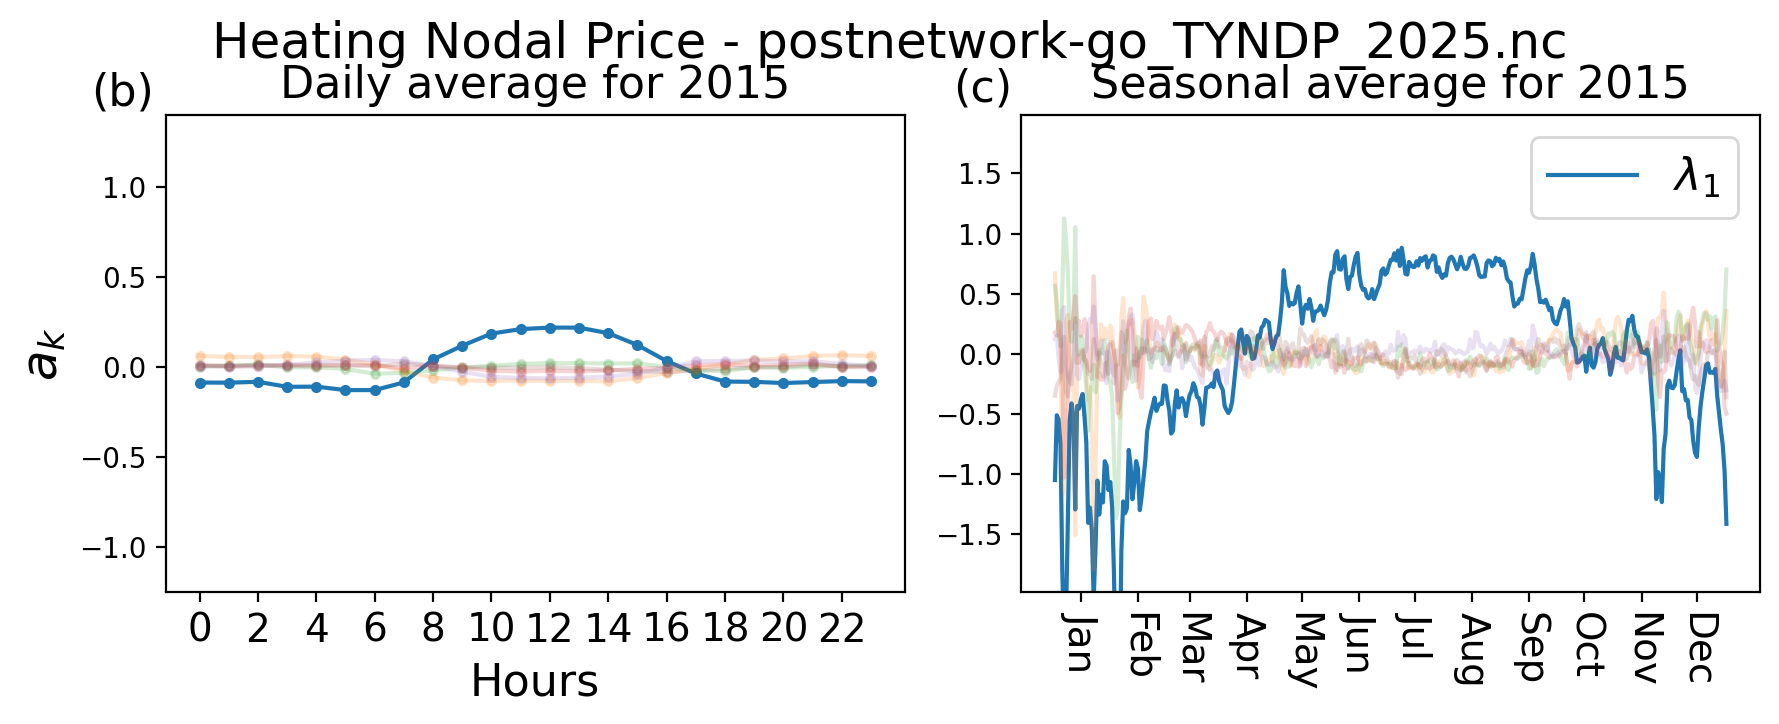 Heating Nodal Price - postnetwork-go_TYNDP_2025.nc
(b)
Daily average for 2015
1.0
0.5
0.0
−0.5
−1.0
a_k
0 2 4 6 8 10 12 14 16 18 20 22
Hours
(c)
Seasonal average for 2015
λ₁
1.5
1.0
0.5
0.0
−0.5
−1.0
−1.5
Jan Feb Mar Apr May Jun Jul Aug Sep Oct Nov Dec